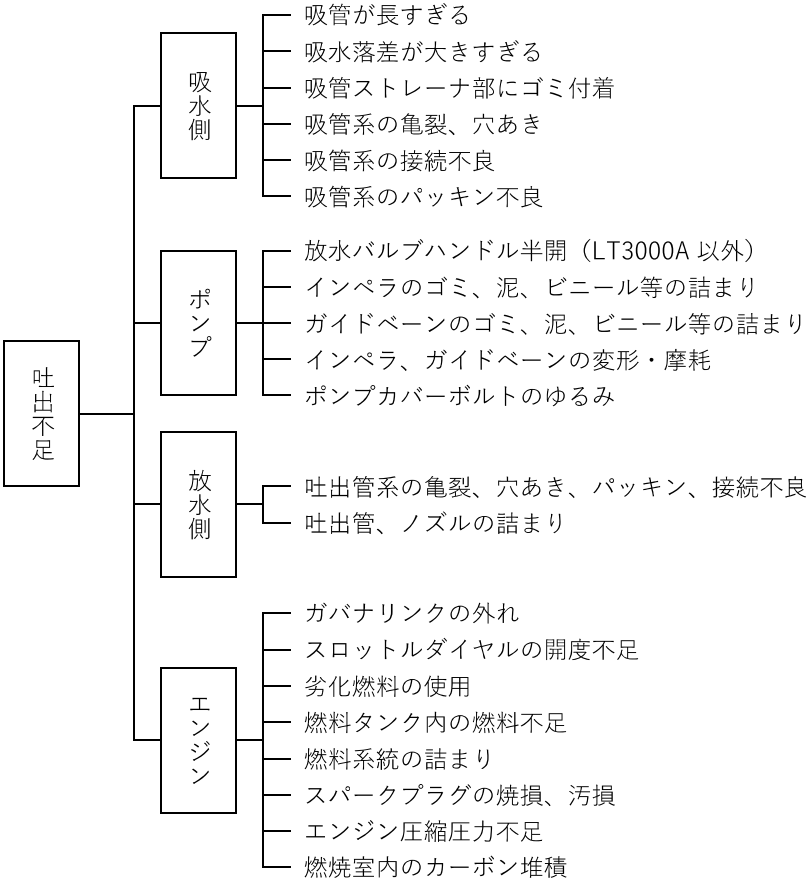 吐出不足
吸水側
吸管が長すぎる
吸水落差が大きすぎる
吸管ストレーナ部にゴミ付着
吸管系の亀裂、穴あき
吸管系の接続不良
吸管系のパッキン不良
ポンプ
放水バルブハンドル半開（LT3000A 以外）
インペラのゴミ、泥、ビニール等の詰まり
ガイドベーンのゴミ、泥、ビニール等の詰まり
インペラ、ガイドベーンの変形・摩耗
ポンプカバーボルトのゆるみ
放水側
吐出管系の亀裂、穴あき、パッキン、接続不良
吐出管、ノズルの詰まり
エンジン
ガバナリンクの外れ
スロットルダイヤルの開度不足
劣化燃料の使用
燃料タンク内の燃料不足
燃料系統の詰まり
スパークプラグの焼損、汚損
エンジン圧縮圧力不足
燃焼室内のカーボン堆積